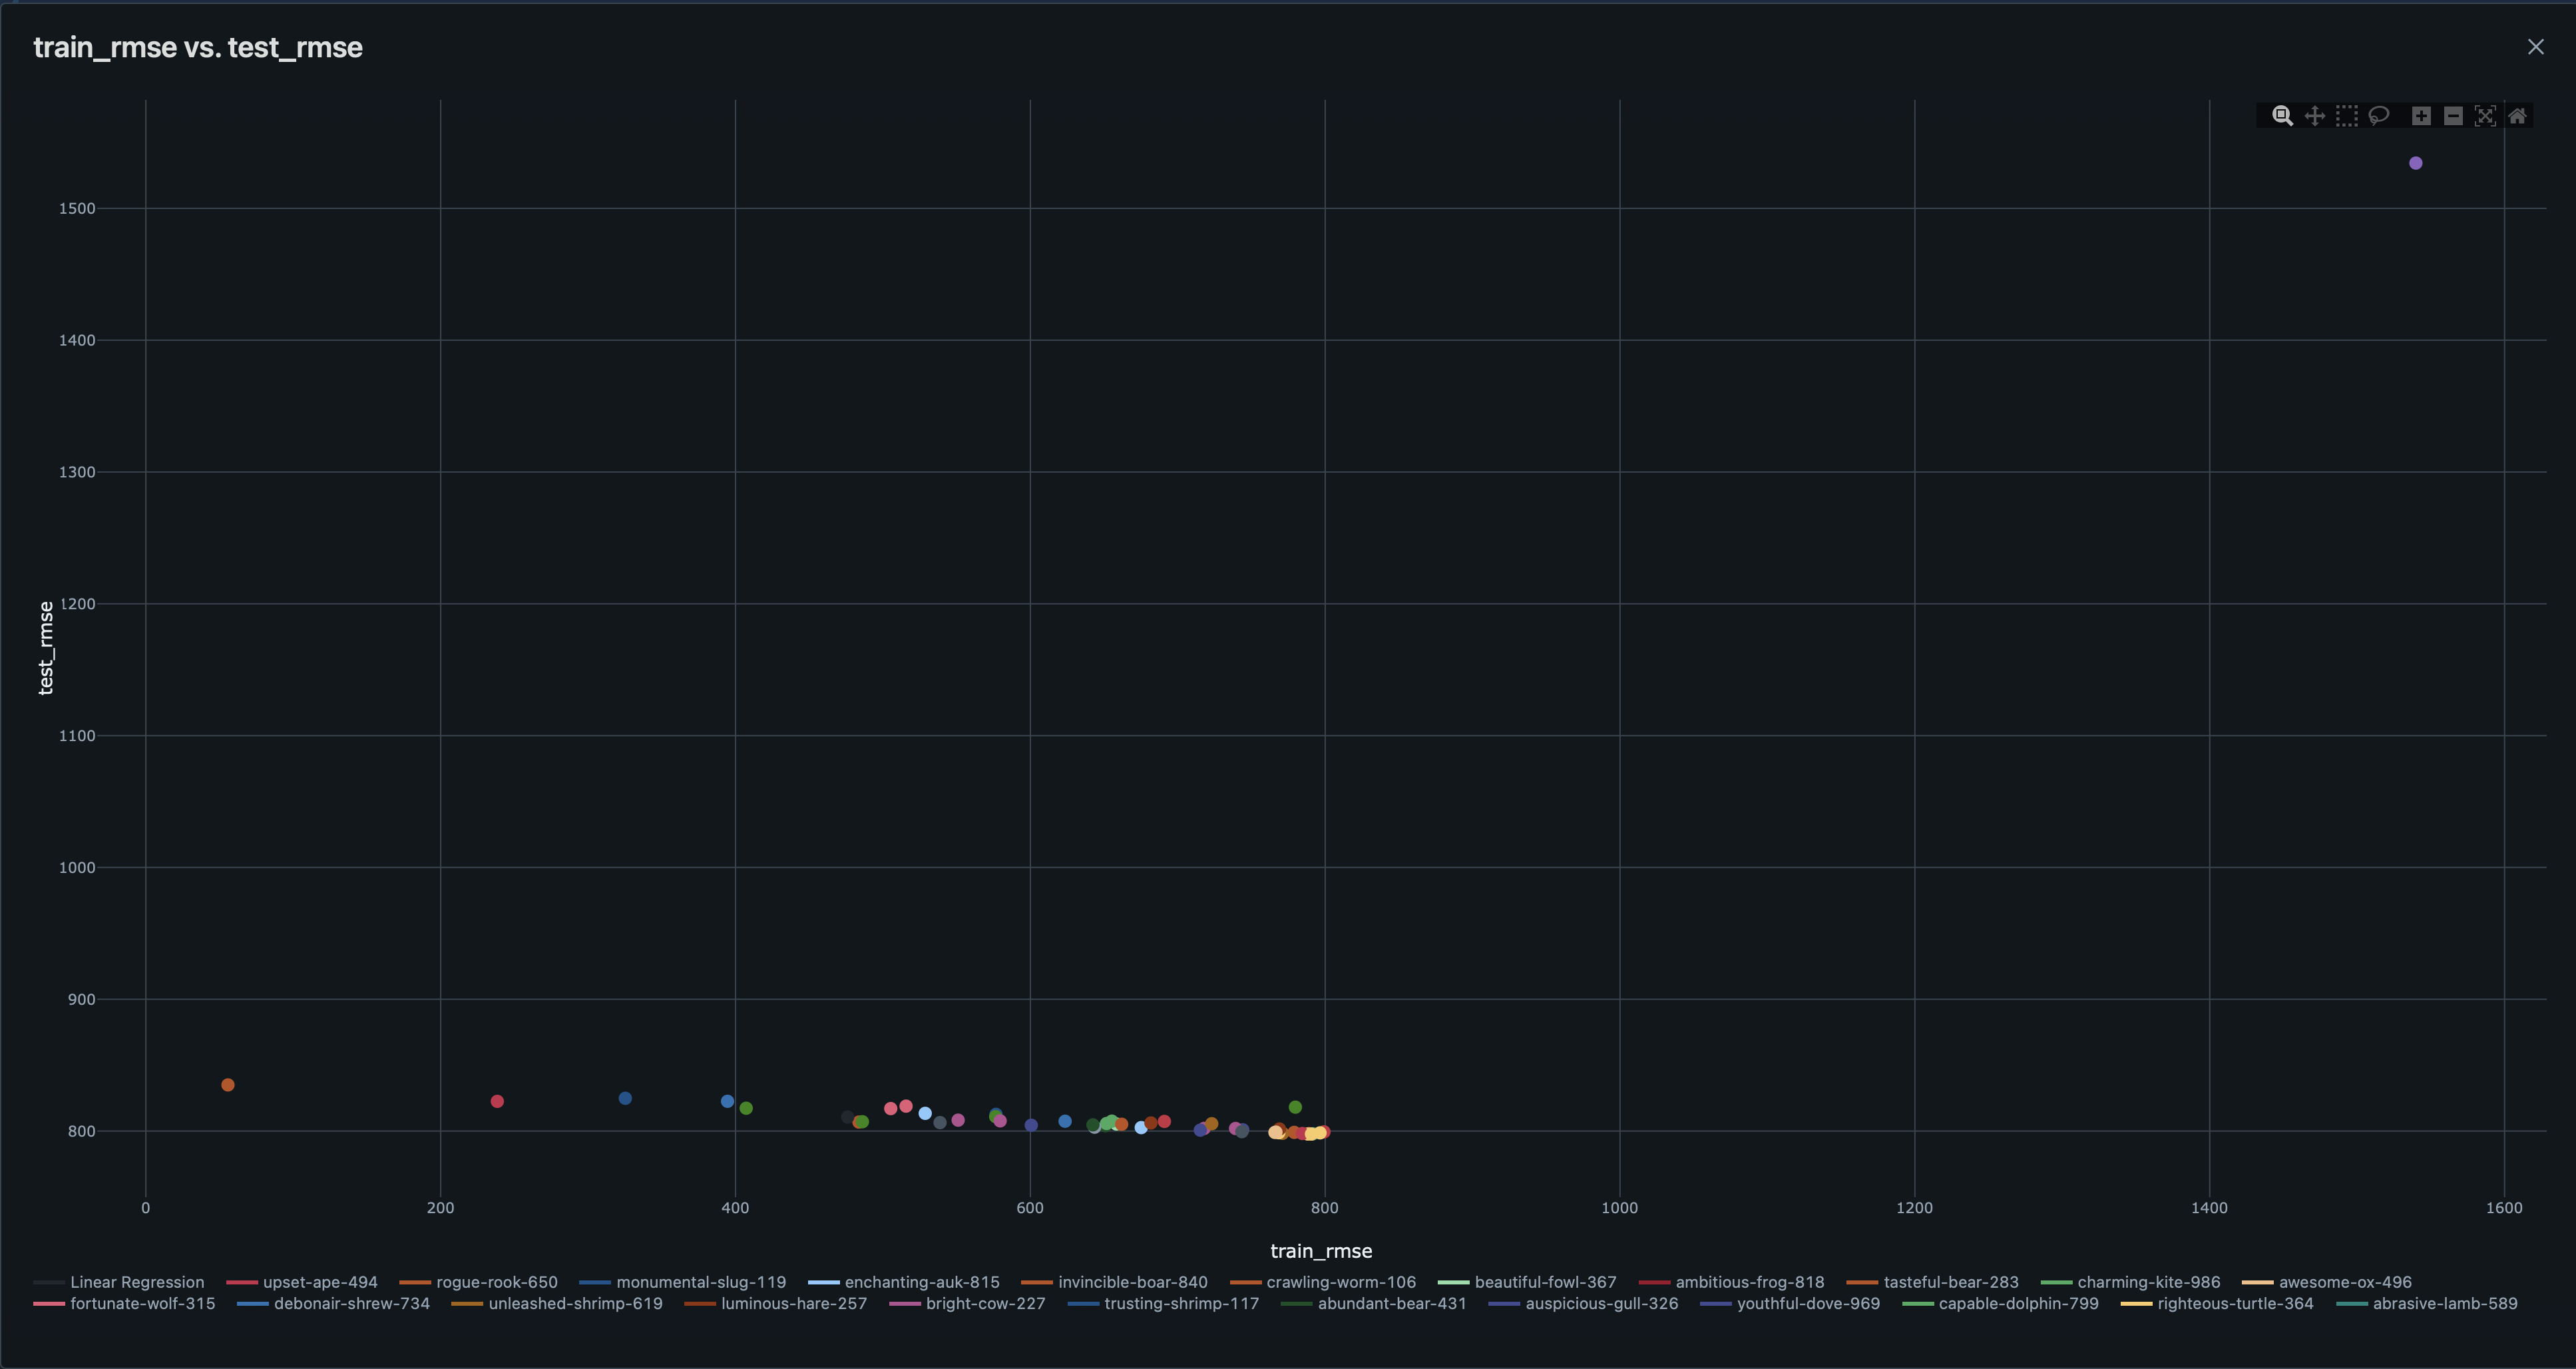 train_rmse vs. test_rmse
1500
1400
1300
1200
1100
1000
900
800
test_rmse
0 200 400 600 800 1000 1200 1400 1600
train_rmse
Linear Regression upset-ape-494 rogue-rook-650 monumental-slug-119 enchanting-auk-815 invincible-boar-840 crawling-worm-106 beautiful-fowl-367 ambitious-frog-818 tasteful-bear-283 charming-kite-986 awesome-ox-496
fortunate-wolf-315 debonair-shrew-734 unleashed-shrimp-619 luminous-hare-257 bright-cow-227 trusting-shrimp-117 abundant-bear-431 auspicious-gull-326 youthful-dove-969 capable-dolphin-799 righteous-turtle-364 abrasive-lamb-589